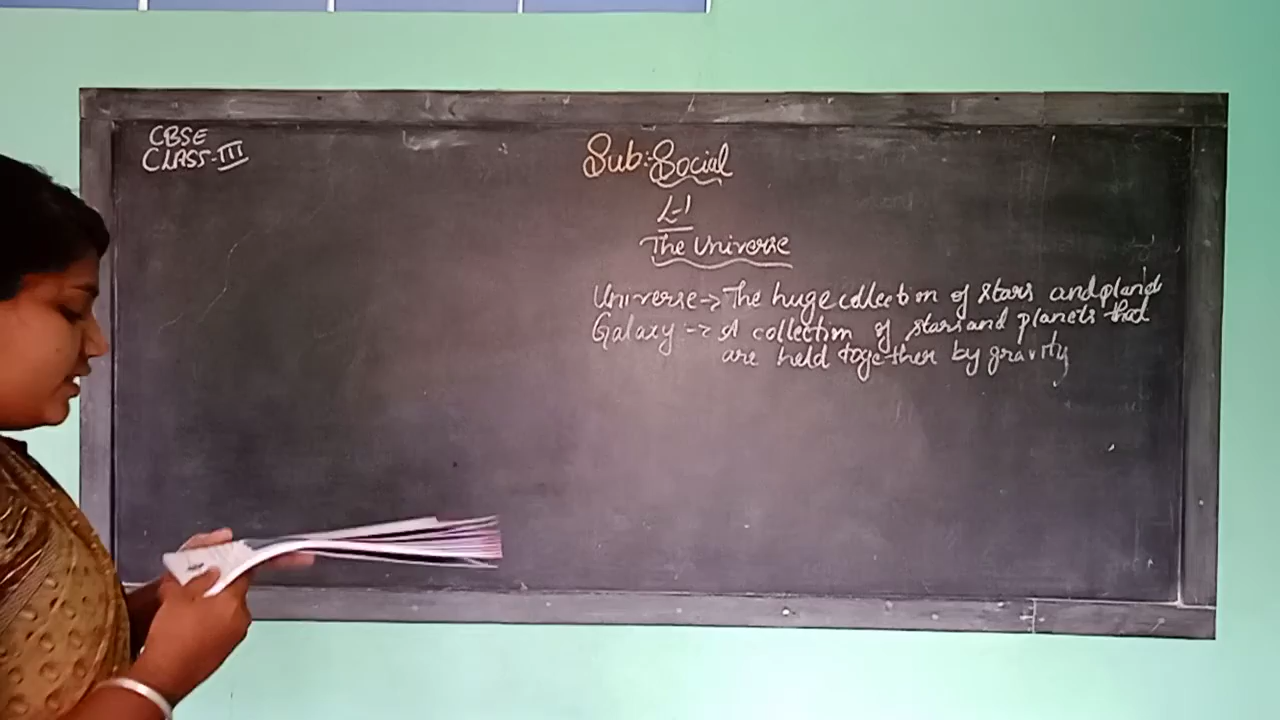 CBSE
CLASS-III
Sub:-Social
L-1
The Universe
Universe -> The huge collection of stars and planets
Galaxy -> A collection of stars and planets that
are held together by gravity